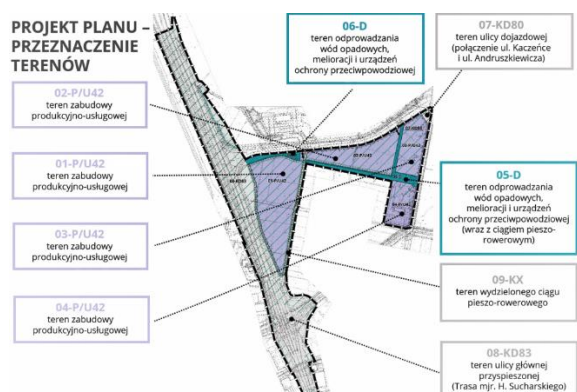 PROJEKT PLANU –
PRZEZNACZENIE
TERENÓW
02-P/U42
teren zabudowy
produkcyjno-usługowej
01-P/U42
teren zabudowy
produkcyjno-usługowej
03-P/U42
teren zabudowy
produkcyjno-usługowej
04-P/U42
teren zabudowy
produkcyjno-usługowej
06-D
teren odprowadzania
wód opadowych,
melioracji i urządzeń
ochrony przeciwpowodziowej
07-KD80
teren ulicy dojazdowej
(połączenie ul. Kaczeńce
i ul. Andruszkiewicza)
05-D
teren odprowadzania
wód opadowych,
melioracji i urządzeń
ochrony przeciwpowodziowej
(wraz z ciągiem pieszo-
rowerowym)
09-KX
teren wydzielonego ciągu
pieszo-rowerowego
08-KD83
teren ulicy głównej
przyspieszonej
(Trasa mjr. H. Sucharskiego)